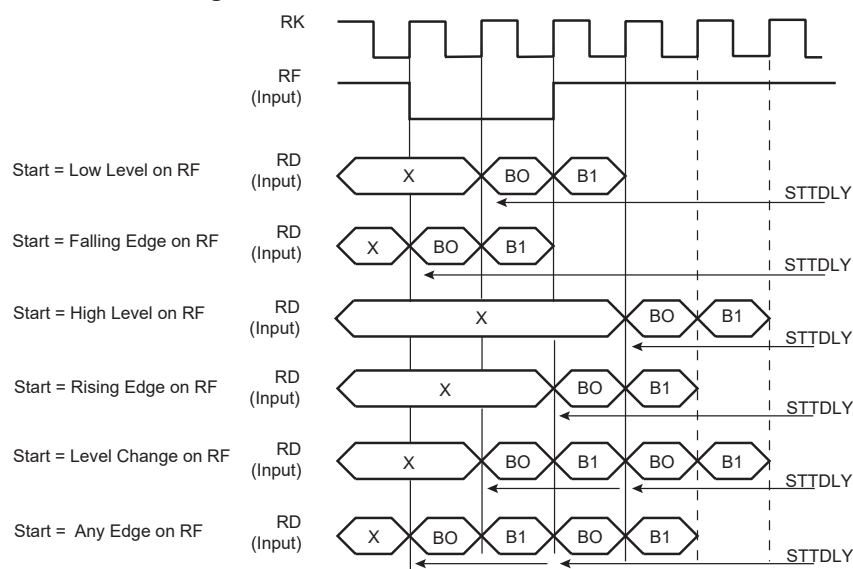 RK
RF
(Input)
Start = Low Level on RF
RD
(Input)
X
BO
B1
STTDLY
Start = Falling Edge on RF
RD
(Input)
X
BO
B1
STTDLY
Start = High Level on RF
RD
(Input)
X
BO
B1
STTDLY
Start = Rising Edge on RF
RD
(Input)
X
BO
B1
STTDLY
Start = Level Change on RF
RD
(Input)
X
BO
B1
BO
B1
STTDLY
Start = Any Edge on RF
RD
(Input)
X
BO
B1
BO
B1
STTDLY